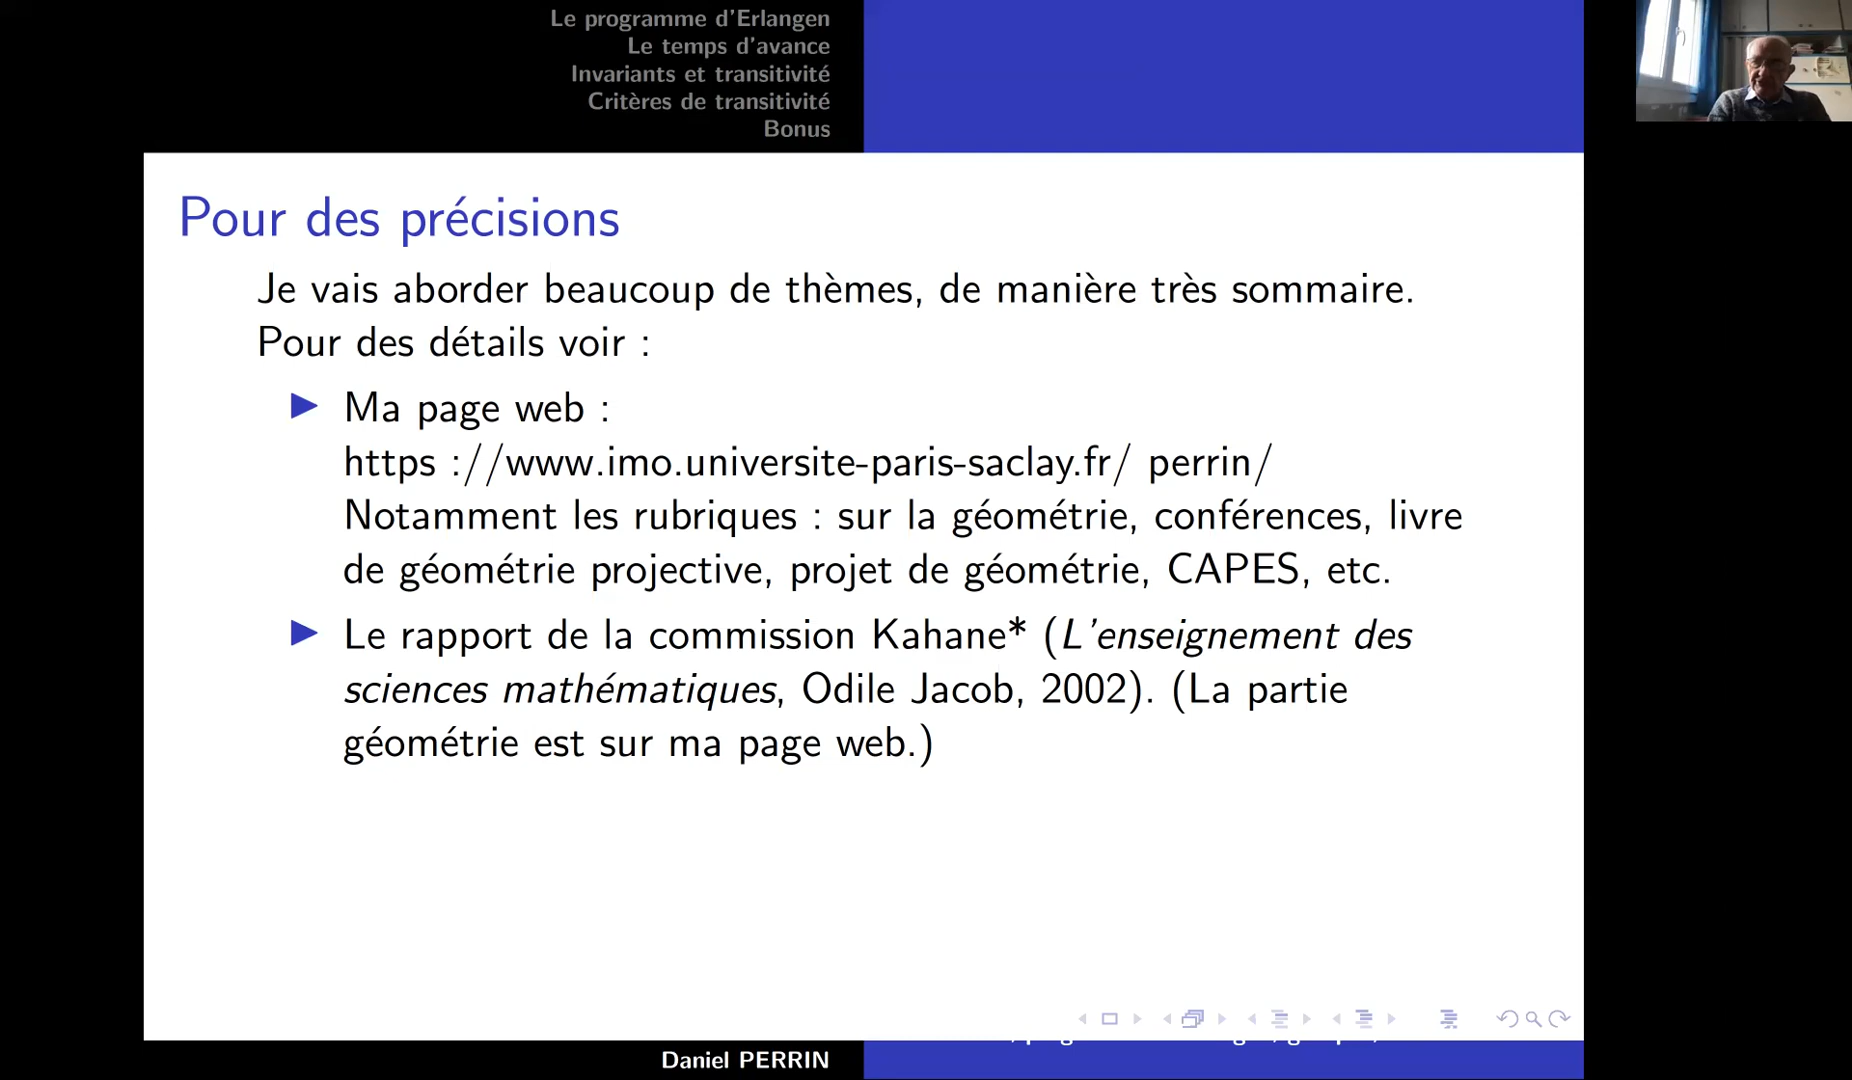 Le programme d'Erlangen
Le temps d'avance
Invariants et transitivité
Critères de transitivité
Bonus
Pour des précisions
Je vais aborder beaucoup de thèmes, de manière très sommaire.
Pour des détails voir :
Ma page web :
https ://www.imo.universite-paris-saclay.fr/ perrin/
Notamment les rubriques : sur la géométrie, conférences, livre
de géométrie projective, projet de géométrie, CAPES, etc.
Le rapport de la commission Kahane* (L'enseignement des
sciences mathématiques, Odile Jacob, 2002). (La partie
géométrie est sur ma page web.)
Daniel PERRIN